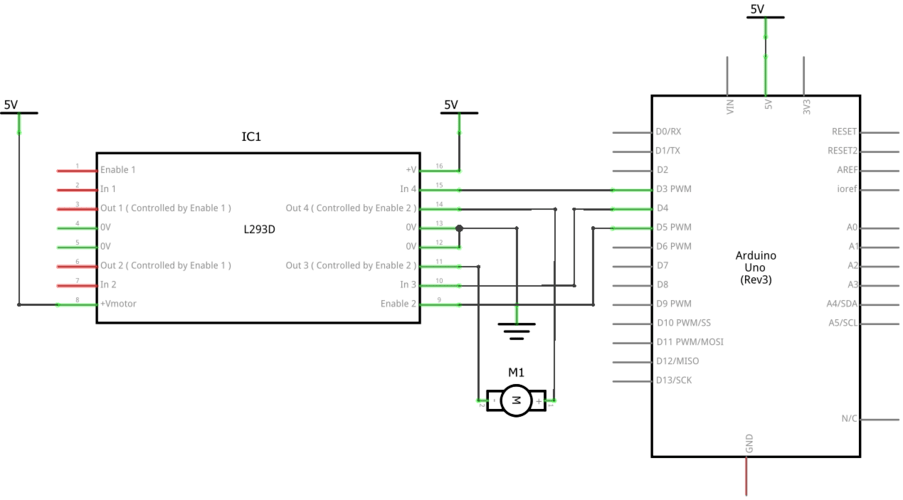 5V
5V
VIN
5V
3V3
5V
5V
IC1
L293D
1
Enable 1
2
In 1
3
Out 1 ( Controlled by Enable 1 )
4
0V
5
0V
6
Out 2 ( Controlled by Enable 1 )
7
In 2
8
+Vmotor
+V
16
In 4
15
Out 4 ( Controlled by Enable 2 )
14
0V
13
0V
12
Out 3 ( Controlled by Enable 2 )
11
In 3
10
Enable 2
9
M1
M
-
+
D0/RX
D1/TX
D2
D3 PWM
D4
D5 PWM
D6 PWM
D7
D8
D9 PWM
D10 PWM/SS
D11 PWM/MOSI
D12/MISO
D13/SCK
Arduino
Uno
(Rev3)
RESET
RESET2
AREF
ioref
A0
A1
A2
A3
A4/SDA
A5/SCL
N/C
GND